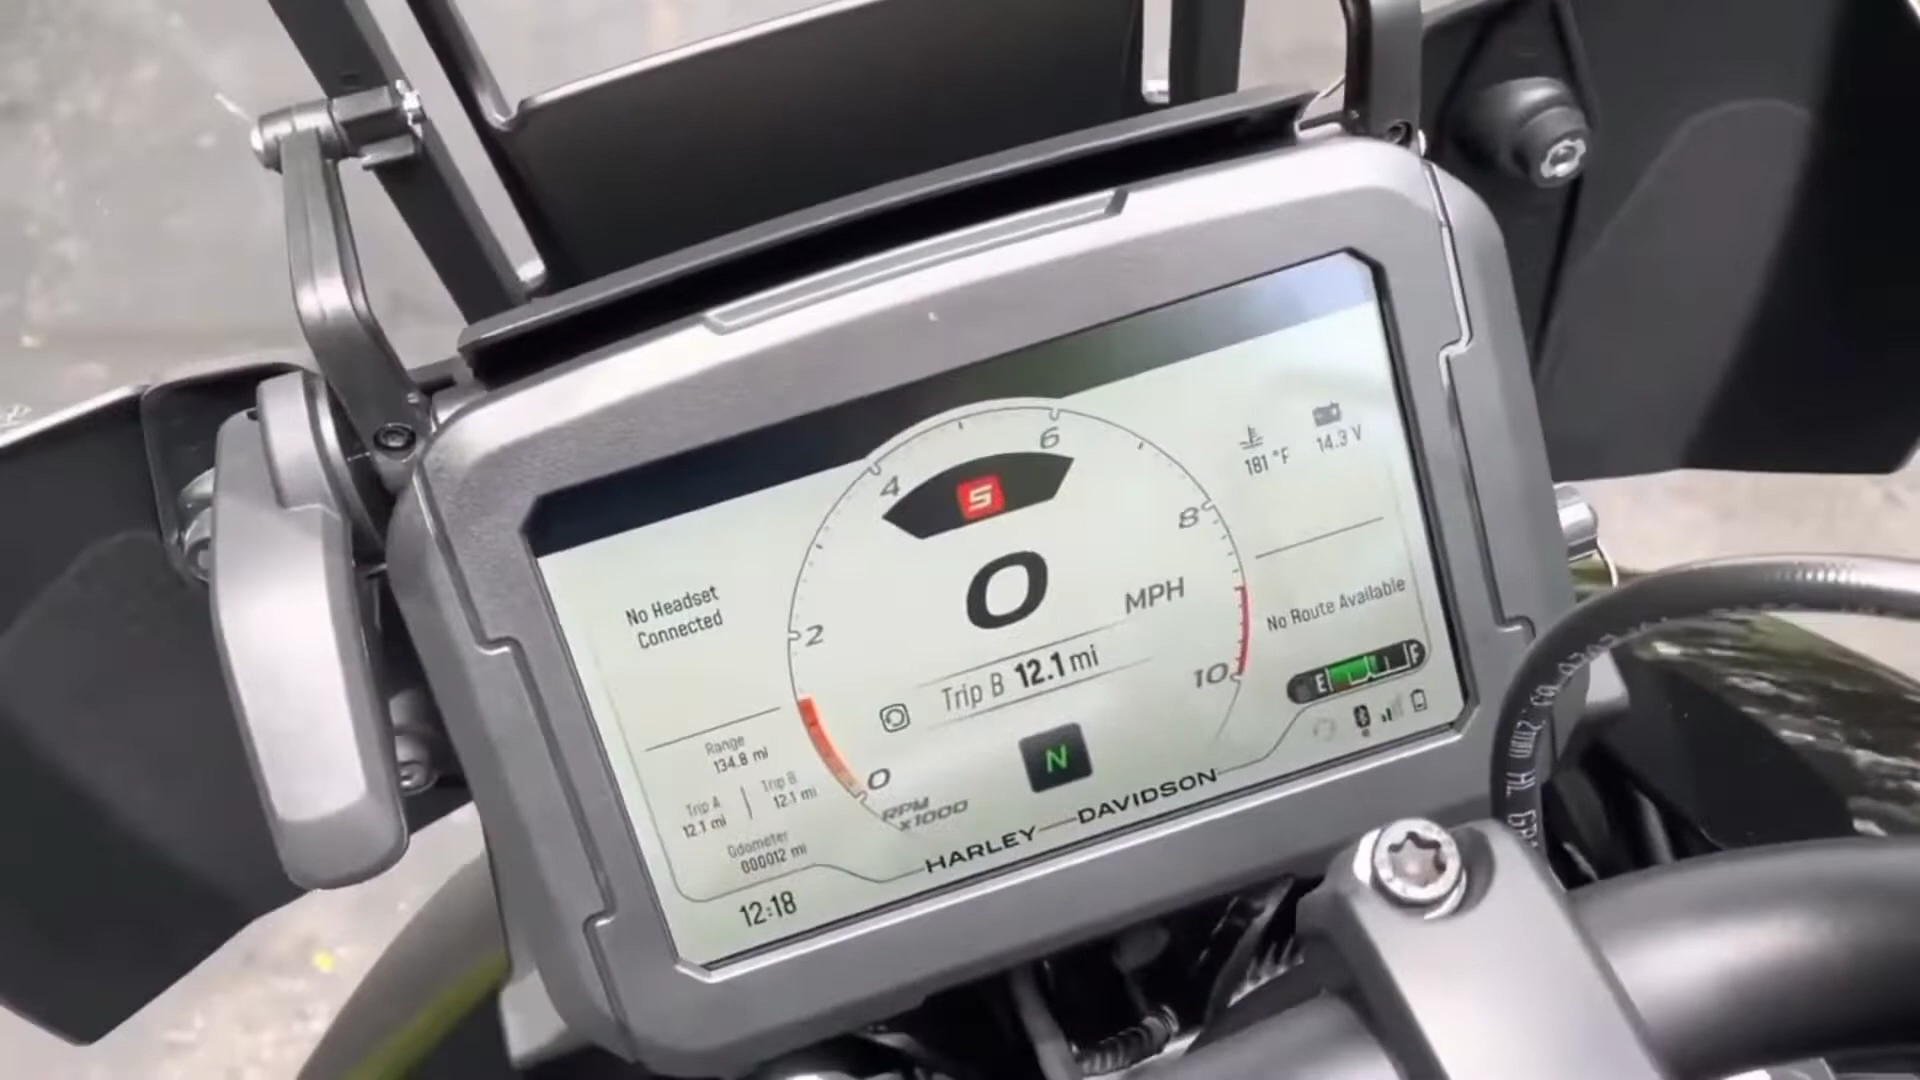 6
4
S
8
181 °F
14.3 V
0
MPH
No Headset
Connected
2
No Route Available
Trip B 12.1 mi
10
E
F
Range
134.8 mi
N
0
RPM
x1000
Trip A
12.1 mi
Trip B
12.1 mi
Odometer
000012 mi
HARLEY-DAVIDSON
12:18